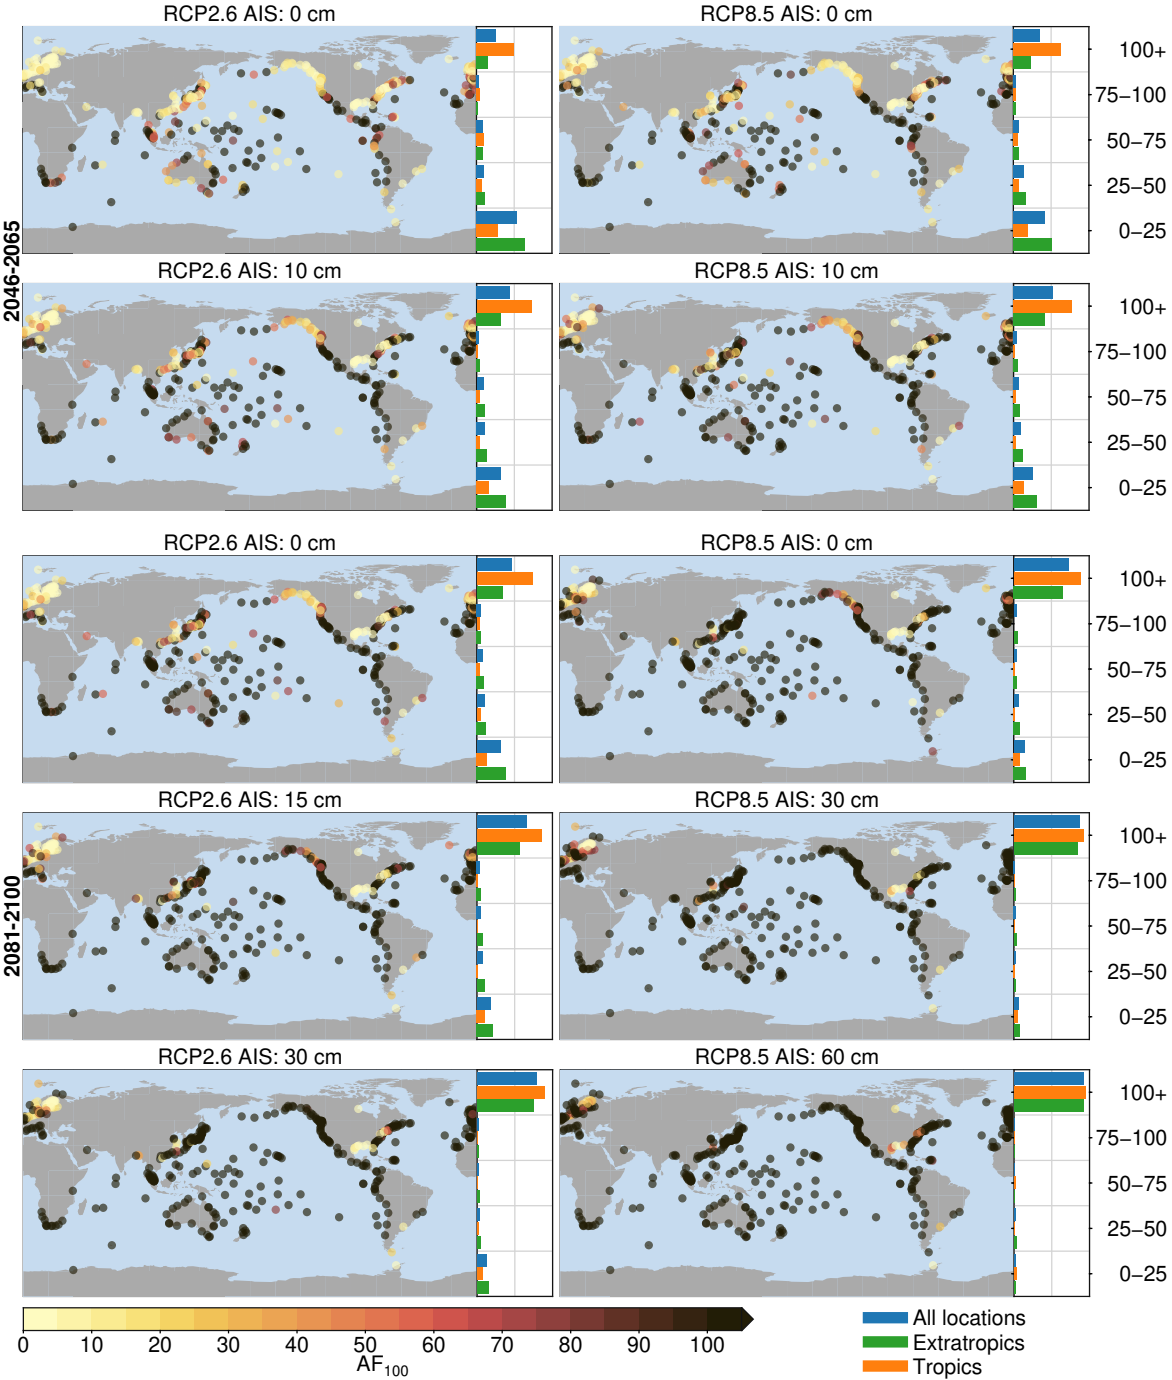 RCP2.6 AIS: 0 cm
RCP8.5 AIS: 0 cm
100+
75−100
50−75
25−50
0−25
2046-2065
RCP2.6 AIS: 10 cm
RCP8.5 AIS: 10 cm
100+
75−100
50−75
25−50
0−25
RCP2.6 AIS: 0 cm
RCP8.5 AIS: 0 cm
100+
75−100
50−75
25−50
0−25
2081-2100
RCP2.6 AIS: 15 cm
RCP8.5 AIS: 30 cm
100+
75−100
50−75
25−50
0−25
RCP2.6 AIS: 30 cm
RCP8.5 AIS: 60 cm
100+
75−100
50−75
25−50
0−25
0 10 20 30 40 50 60 70 80 90 100
AF100
All locations
Extratropics
Tropics